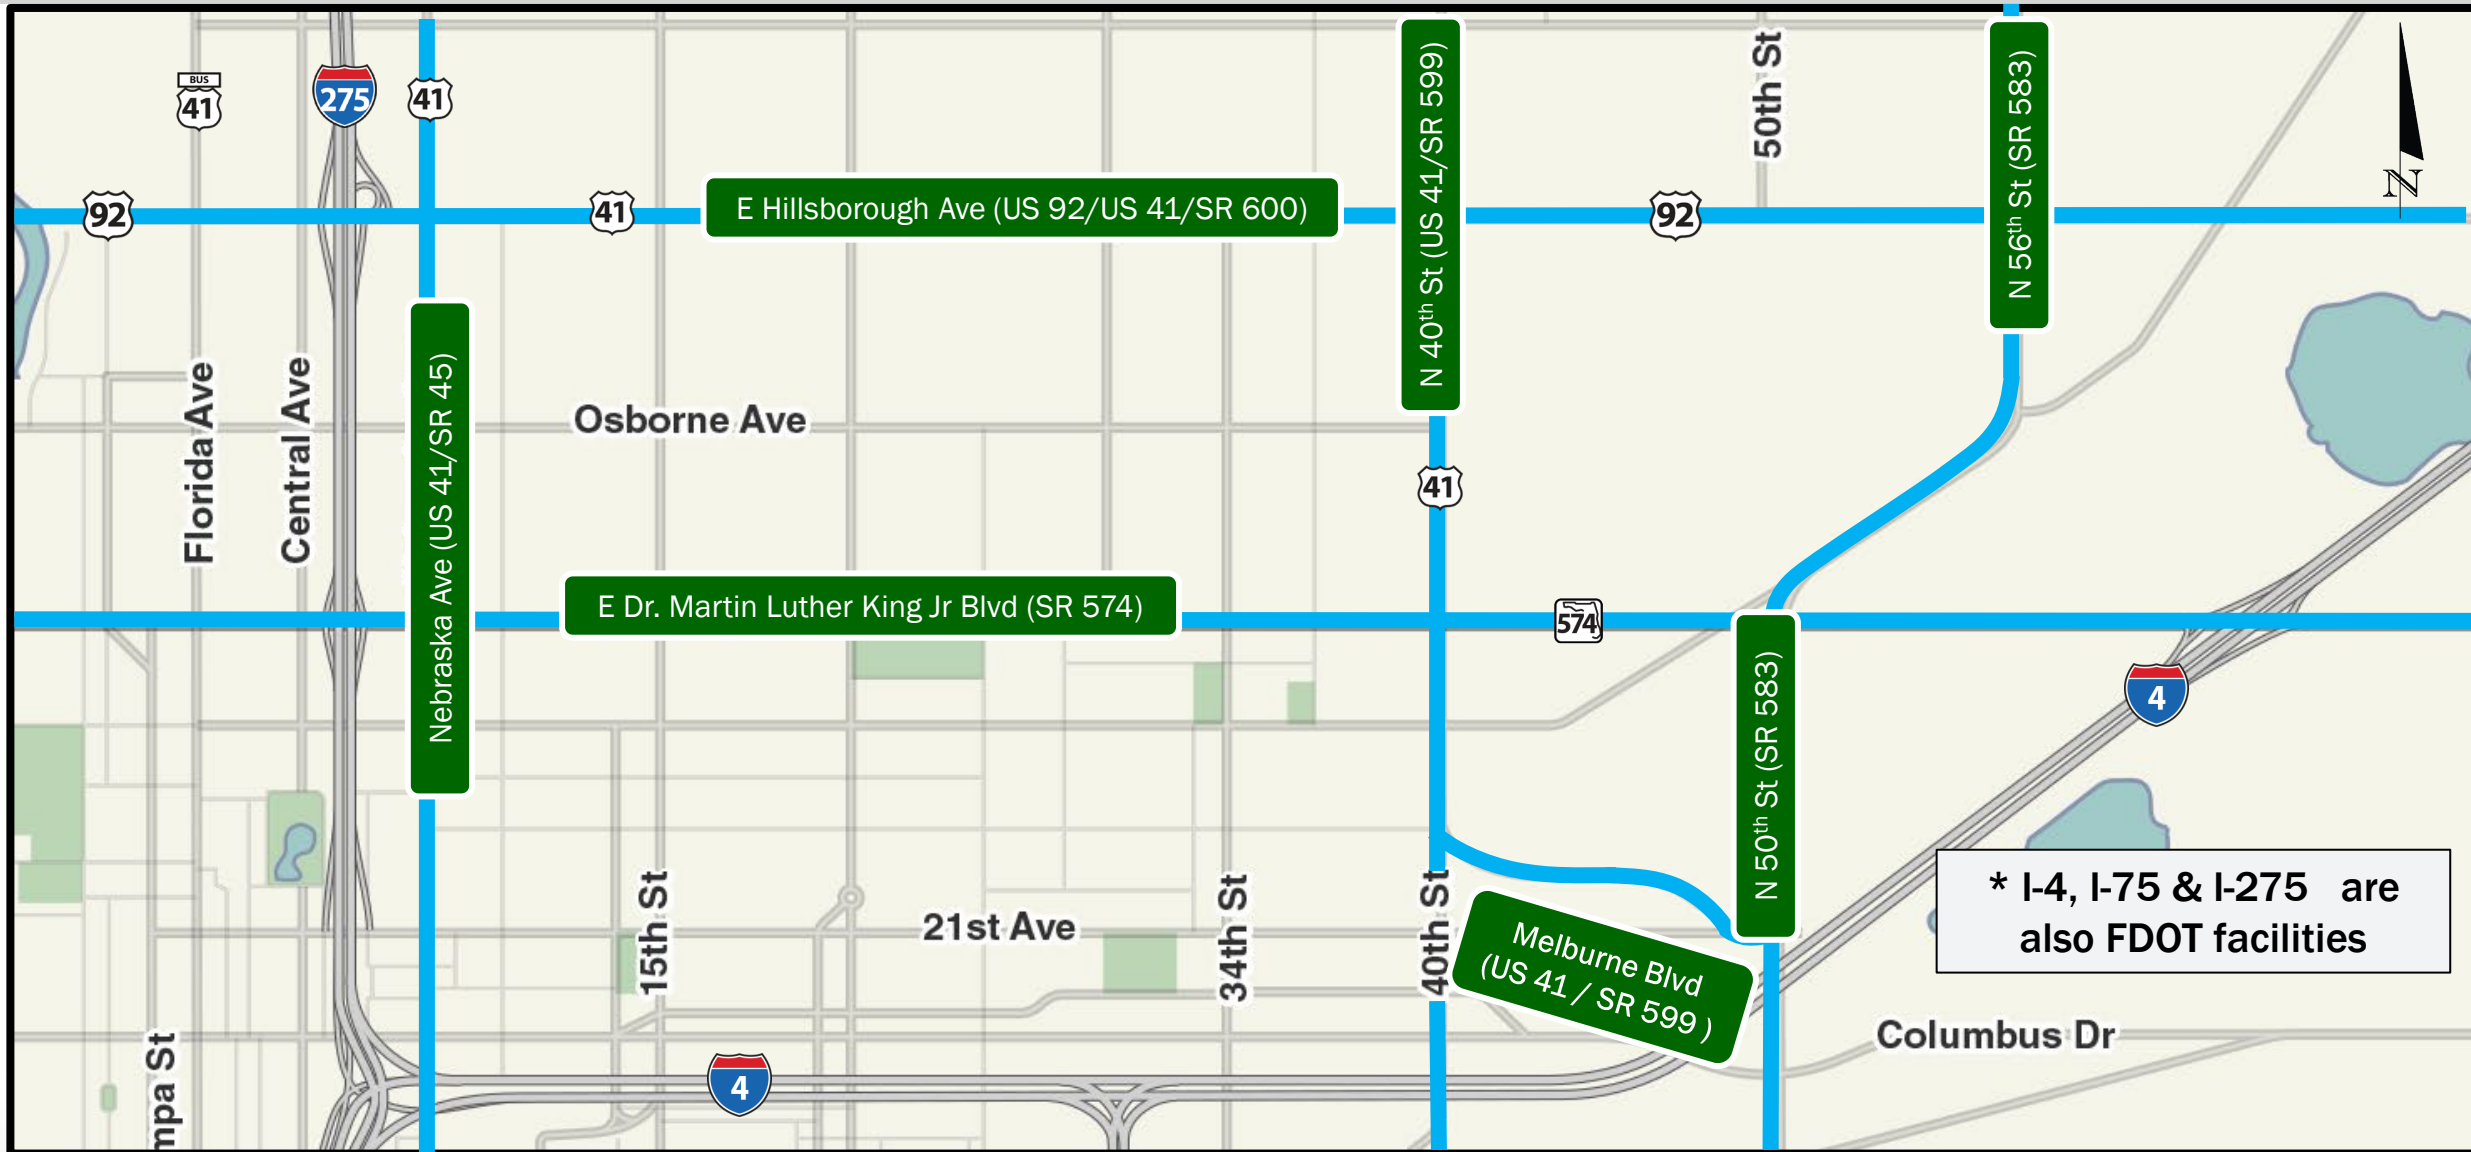 BUS
41
275
41
N 40th St (US 41/SR 599)
50th St
N 56th St (SR 583)
N
92
41
E Hillsborough Ave (US 92/US 41/SR 600)
92
Florida Ave
Central Ave
Nebraska Ave (US 41/SR 45)
Osborne Ave
41
E Dr. Martin Luther King Jr Blvd (SR 574)
574
N 50th St (SR 583)
4
15th St
21st Ave
34th St
40th St
Melburne Blvd
(US 41 / SR 599 )
* I-4, I-75 & I-275 are
also FDOT facilities
mpa St
4
Columbus Dr